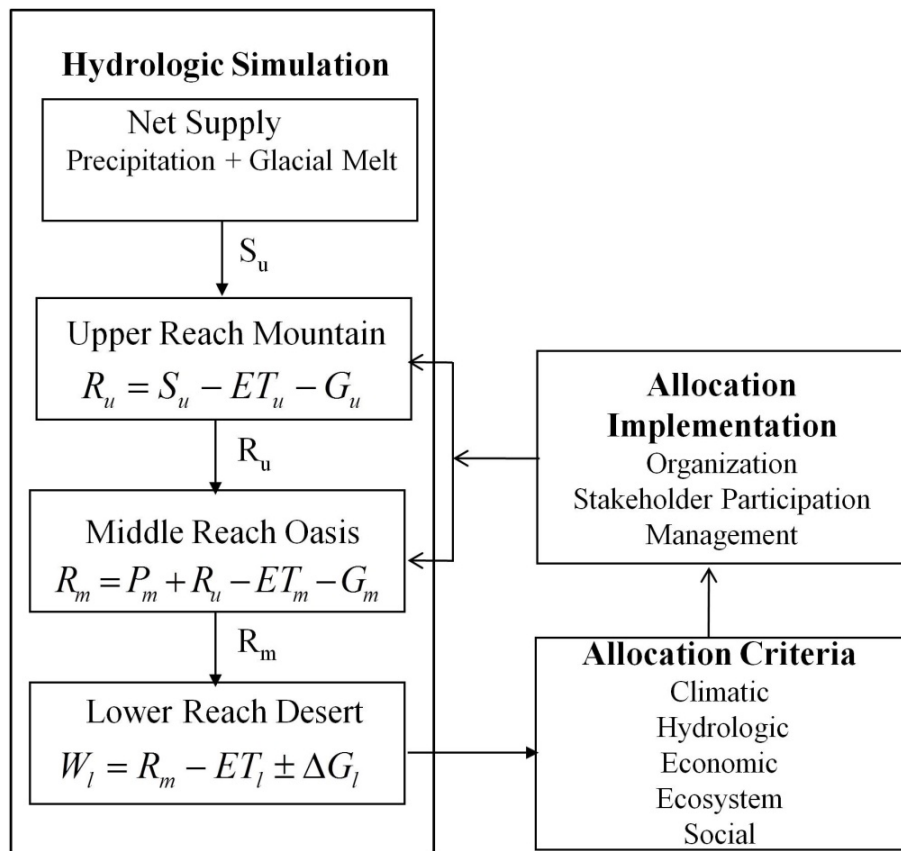 Hydrologic Simulation
Net Supply
Precipitation + Glacial Melt
S_u
Upper Reach Mountain
R_u = S_u − ET_u − G_u
R_u
Middle Reach Oasis
R_m = P_m + R_u − ET_m − G_m
R_m
Lower Reach Desert
W_l = R_m − ET_l ± ΔG_l
Allocation
Implementation
Organization
Stakeholder Participation
Management
Allocation Criteria
Climatic
Hydrologic
Economic
Ecosystem
Social